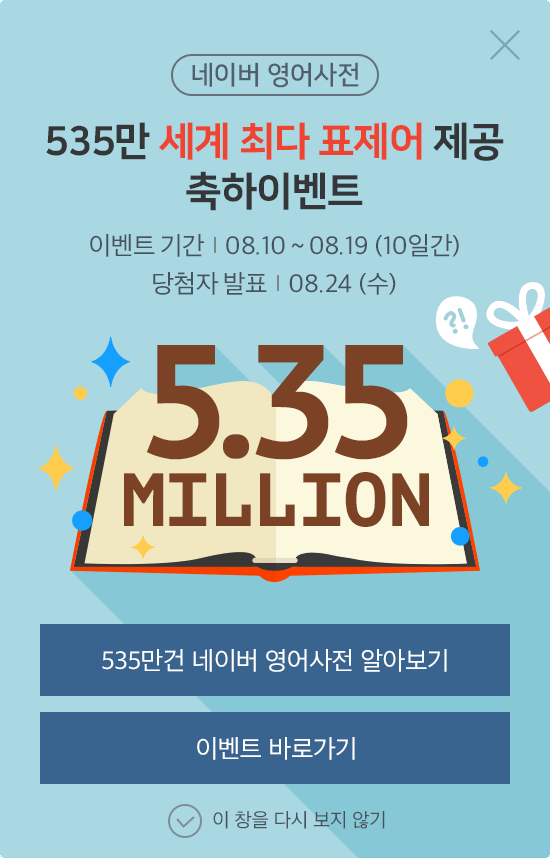 네이버 영어사전
535만 세계 최다 표제어 제공
축하이벤트
이벤트 기간 | 08.10 ~ 08.19 (10일간)
당첨자 발표 | 08.24 (수)
?!
5.35
MILLION
535만건 네이버 영어사전 알아보기
이벤트 바로가기
이 창을 다시 보지 않기